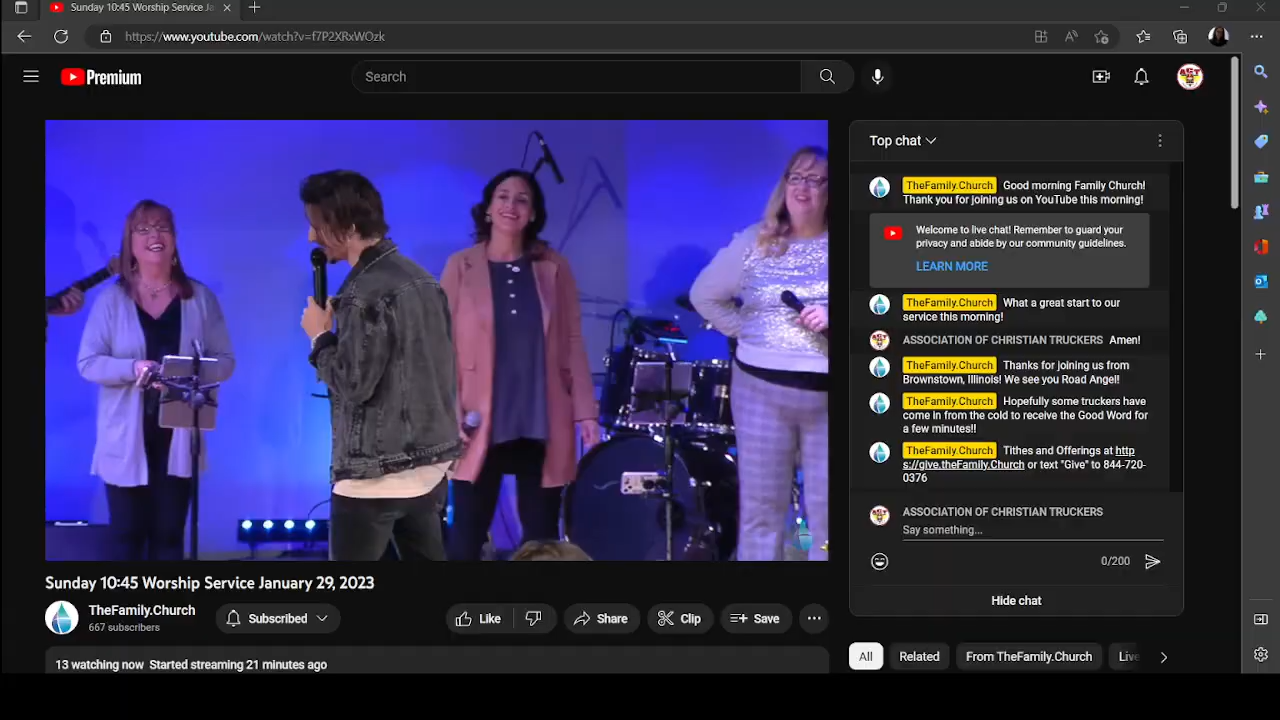 Sunday 10:45 Worship Service Ja
https://www.youtube.com/watch?v=f7P2XRxWOzk
Premium
Search
Top chat
TheFamily.Church Good morning Family Church!
Thank you for joining us on YouTube this morning!
Welcome to live chat! Remember to guard your
privacy and abide by our community guidelines.
LEARN MORE
TheFamily.Church What a great start to our
service this morning!
ASSOCIATION OF CHRISTIAN TRUCKERS Amen!
TheFamily.Church Thanks for joining us from
Brownstown, Illinois! We see you Road Angel!
TheFamily.Church Hopefully some truckers have
come in from the cold to receive the Good Word for
a few minutes!!
TheFamily.Church Tithes and Offerings at http
s://give.theFamily.Church or text "Give" to 844-720-
0376
ASSOCIATION OF CHRISTIAN TRUCKERS
Say something...
0/200
Hide chat
Sunday 10:45 Worship Service January 29, 2023
TheFamily.Church
667 subscribers
Subscribed
Like
Share
Clip
Save
13 watching now Started streaming 21 minutes ago
All
Related
From TheFamily.Church
Live